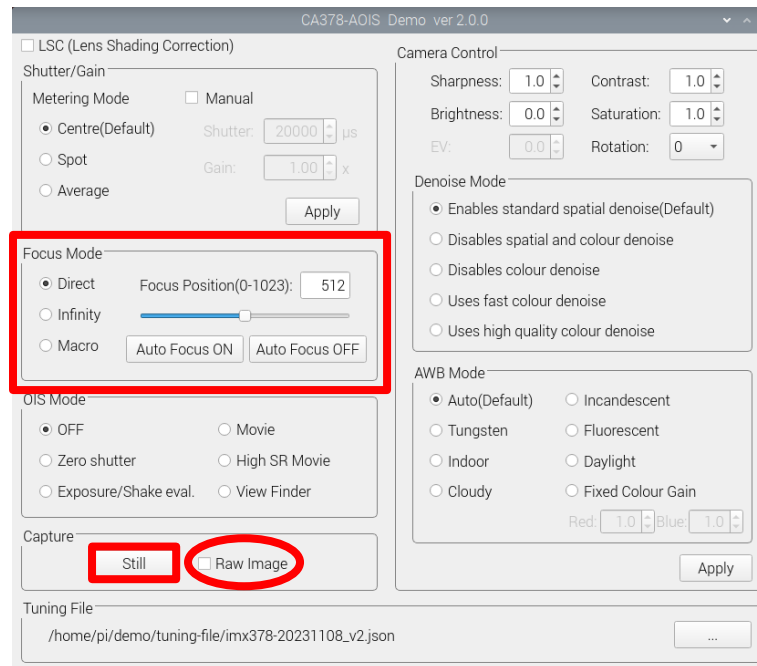 CA378-AOIS Demo ver 2.0.0
LSC (Lens Shading Correction)
Shutter/Gain
Metering Mode
Manual
Centre(Default)
Shutter: 20000 µs
Spot
Gain: 1.00 x
Average
Apply
Focus Mode
Direct
Focus Position(0-1023): 512
Infinity
Macro
Auto Focus ON
Auto Focus OFF
OIS Mode
OFF
Movie
Zero shutter
High SR Movie
Exposure/Shake eval.
View Finder
Capture
Still
Raw Image
Camera Control
Sharpness: 1.0
Contrast: 1.0
Brightness: 0.0
Saturation: 1.0
EV: 0.0
Rotation: 0
Denoise Mode
Enables standard spatial denoise(Default)
Disables spatial and colour denoise
Disables colour denoise
Uses fast colour denoise
Uses high quality colour denoise
AWB Mode
Auto(Default)
Incandescent
Tungsten
Fluorescent
Indoor
Daylight
Cloudy
Fixed Colour Gain
Red: 1.0 Blue: 1.0
Apply
Tuning File
/home/pi/demo/tuning-file/imx378-20231108_v2.json
...